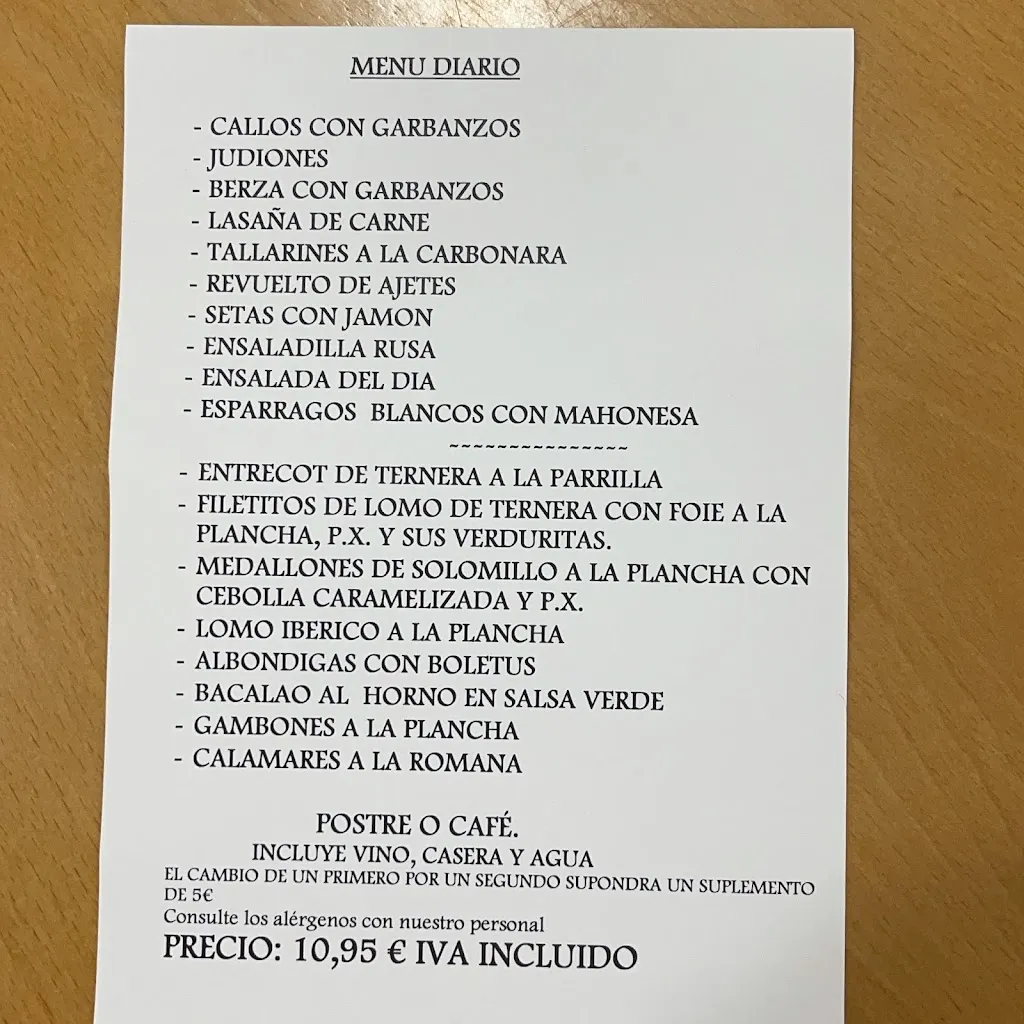 MENU DIARIO
- CALLOS CON GARBANZOS
- JUDIONES
- BERZA CON GARBANZOS
- LASAÑA DE CARNE
- TALLARINES A LA CARBONARA
- REVUELTO DE AJETES
- SETAS CON JAMON
- ENSALADILLA RUSA
- ENSALADA DEL DIA
- ESPARRAGOS BLANCOS CON MAHONESA
~~~~~~~~~~~~~~~
- ENTRECOT DE TERNERA A LA PARRILLA
- FILETITOS DE LOMO DE TERNERA CON FOIE A LA
PLANCHA, P.X. Y SUS VERDURITAS.
- MEDALLONES DE SOLOMILLO A LA PLANCHA CON
CEBOLLA CARAMELIZADA Y P.X.
- LOMO IBERICO A LA PLANCHA
- ALBONDIGAS CON BOLETUS
- BACALAO AL HORNO EN SALSA VERDE
- GAMBONES A LA PLANCHA
- CALAMARES A LA ROMANA
POSTRE O CAFÉ.
INCLUYE VINO, CASERA Y AGUA
EL CAMBIO DE UN PRIMERO POR UN SEGUNDO SUPONDRA UN SUPLEMENTO
DE 5€
Consulte los alérgenos con nuestro personal
PRECIO: 10,95 € IVA INCLUIDO